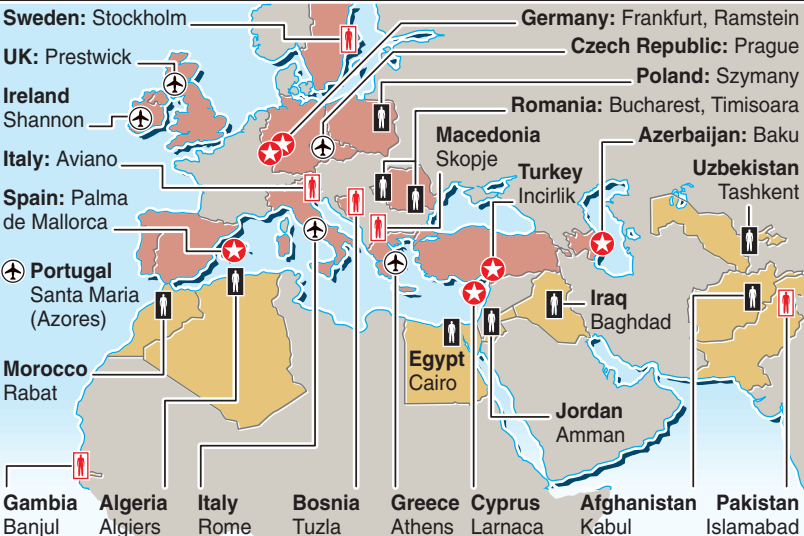 Sweden: Stockholm
UK: Prestwick
Ireland
Shannon
Italy: Aviano
Spain: Palma
de Mallorca
Portugal
Santa Maria
(Azores)
Morocco
Rabat
Germany: Frankfurt, Ramstein
Czech Republic: Prague
Poland: Szymany
Romania: Bucharest, Timisoara
Macedonia
Skopje
Azerbaijan: Baku
Turkey
Incirlik
Uzbekistan
Tashkent
Iraq
Baghdad
Egypt
Cairo
Jordan
Amman
Gambia
Banjul
Algeria
Algiers
Italy
Rome
Bosnia
Tuzla
Greece
Athens
Cyprus
Larnaca
Afghanistan
Kabul
Pakistan
Islamabad